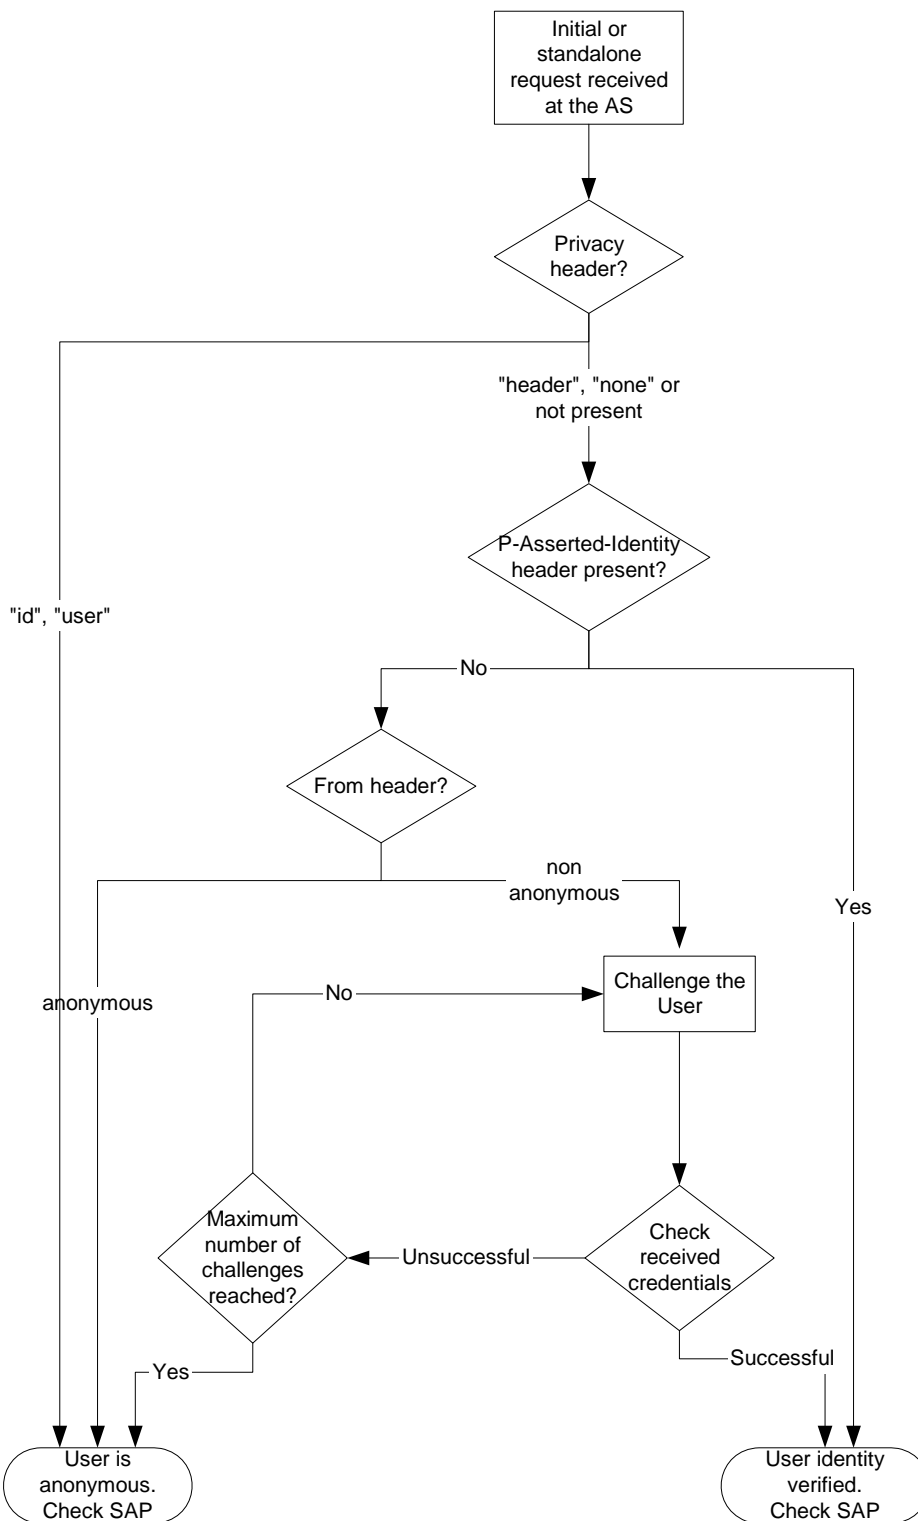 Initial or
standalone
request received
at the AS
Privacy
header?
"header", "none" or
not present
P-Asserted-Identity
header present?
"id", "user"
No
From header?
non
anonymous
Yes
anonymous
No
Challenge the
User
Maximum
number of
challenges
reached?
Unsuccessful
Check
received
credentials
Yes
Successful
User is
anonymous.
Check SAP
User identity
verified.
Check SAP